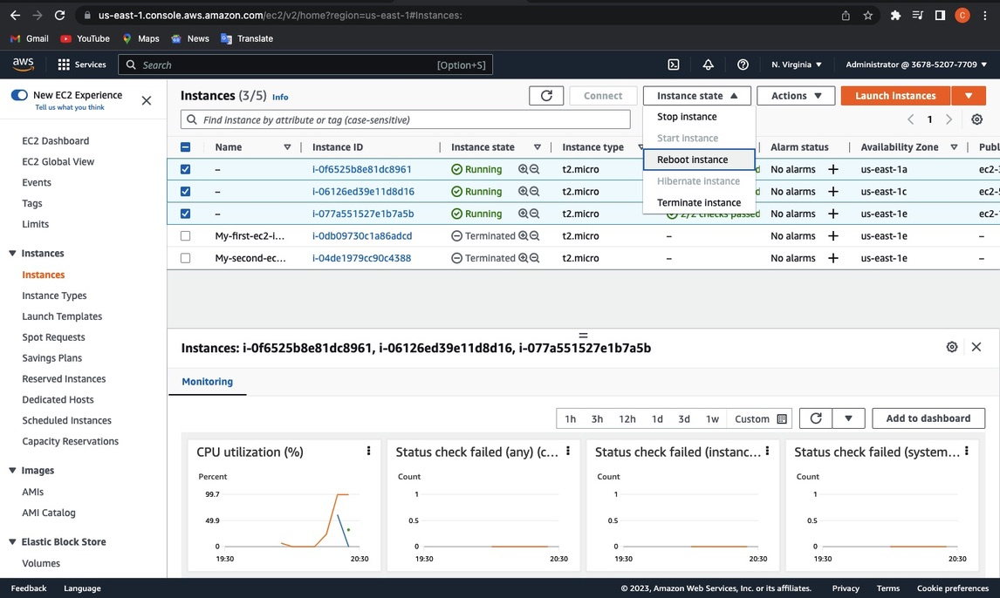 us-east-1.console.aws.amazon.com/ec2/v2/home?region=us-east-1#Instances:
C
Gmail YouTube Maps News Translate
aws Services Search [Option+S] N. Virginia Administrator @ 3678-5207-7709
New EC2 Experience
Tell us what you think
EC2 Dashboard
EC2 Global View
Events
Tags
Limits
Instances
Instances
Instance Types
Launch Templates
Spot Requests
Savings Plans
Reserved Instances
Dedicated Hosts
Scheduled Instances
Capacity Reservations
Images
AMIs
AMI Catalog
Elastic Block Store
Volumes
Instances (3/5) Info Connect Instance state Actions Launch instances
Find instance by attribute or tag (case-sensitive) 1
Stop instance
Start instance
Reboot instance
Hibernate instance
Terminate instance
Name Instance ID Instance state Instance type Alarm status Availability Zone Publ
– i-0f6525b8e81dc8961 Running No alarms us-east-1a ec2-
– i-06126ed39e11d8d16 Running No alarms us-east-1c ec2-
– i-077a551527e1b7a5b Running t2.micro 2/2 checks passed No alarms us-east-1e ec2-
My-first-ec2-i... i-0db09730c1a86adcd Terminated t2.micro – No alarms us-east-1e –
My-second-ec... i-04de1979cc90c4388 Terminated t2.micro – No alarms us-east-1e –
Instances: i-0f6525b8e81dc8961, i-06126ed39e11d8d16, i-077a551527e1b7a5b
Monitoring
1h 3h 12h 1d 3d 1w Custom Add to dashboard
CPU utilization (%)
Percent
99.7
49.9
0
19:30 20:30
Status check failed (any) (c...
Count
1
0.5
0
19:30 20:30
Status check failed (instanc...
Count
1
0.5
0
19:30 20:30
Status check failed (system...
Count
1
0.5
0
19:30 20:30
Feedback Language © 2023, Amazon Web Services, Inc. or its affiliates. Privacy Terms Cookie preferences